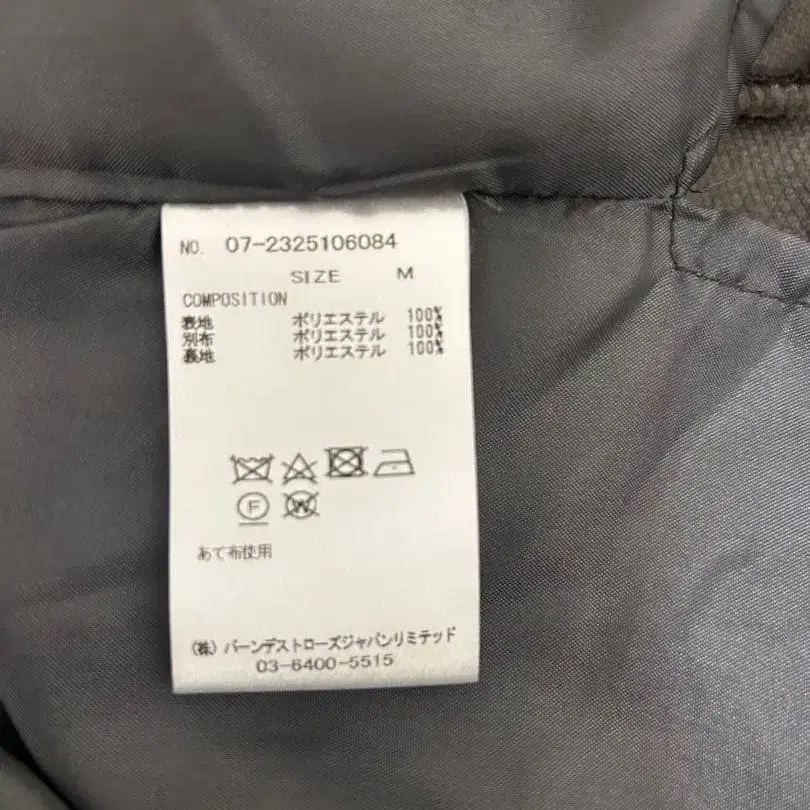 NO. 07-2325106084
SIZE M
COMPOSITION
表地 ポリエステル 100%
別布 ポリエステル 100%
裏地 ポリエステル 100%
F W
あて布使用
(株) バーンデストローズジャパンリミテッド
03-6400-5515